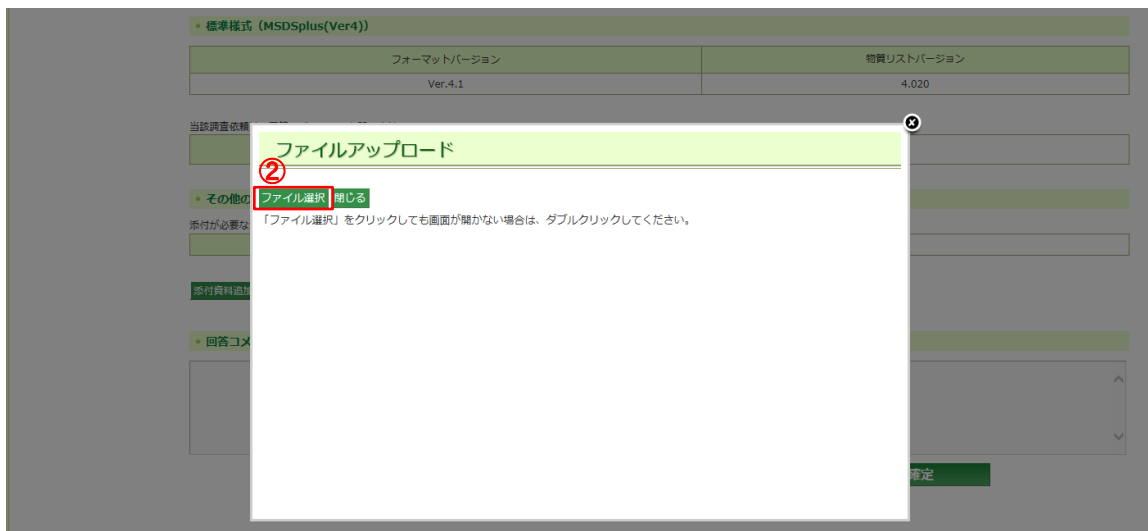 標準様式（MSDSplus(Ver4)）
フォーマットバージョン 物質リストバージョン
Ver.4.1 4.020
当該調査依頼
ファイルアップロード
②
その他の
ファイル選択 閉じる
添付が必要な
「ファイル選択」をクリックしても画面が開かない場合は、ダブルクリックしてください。
添付資料追加
回答コメ
確定